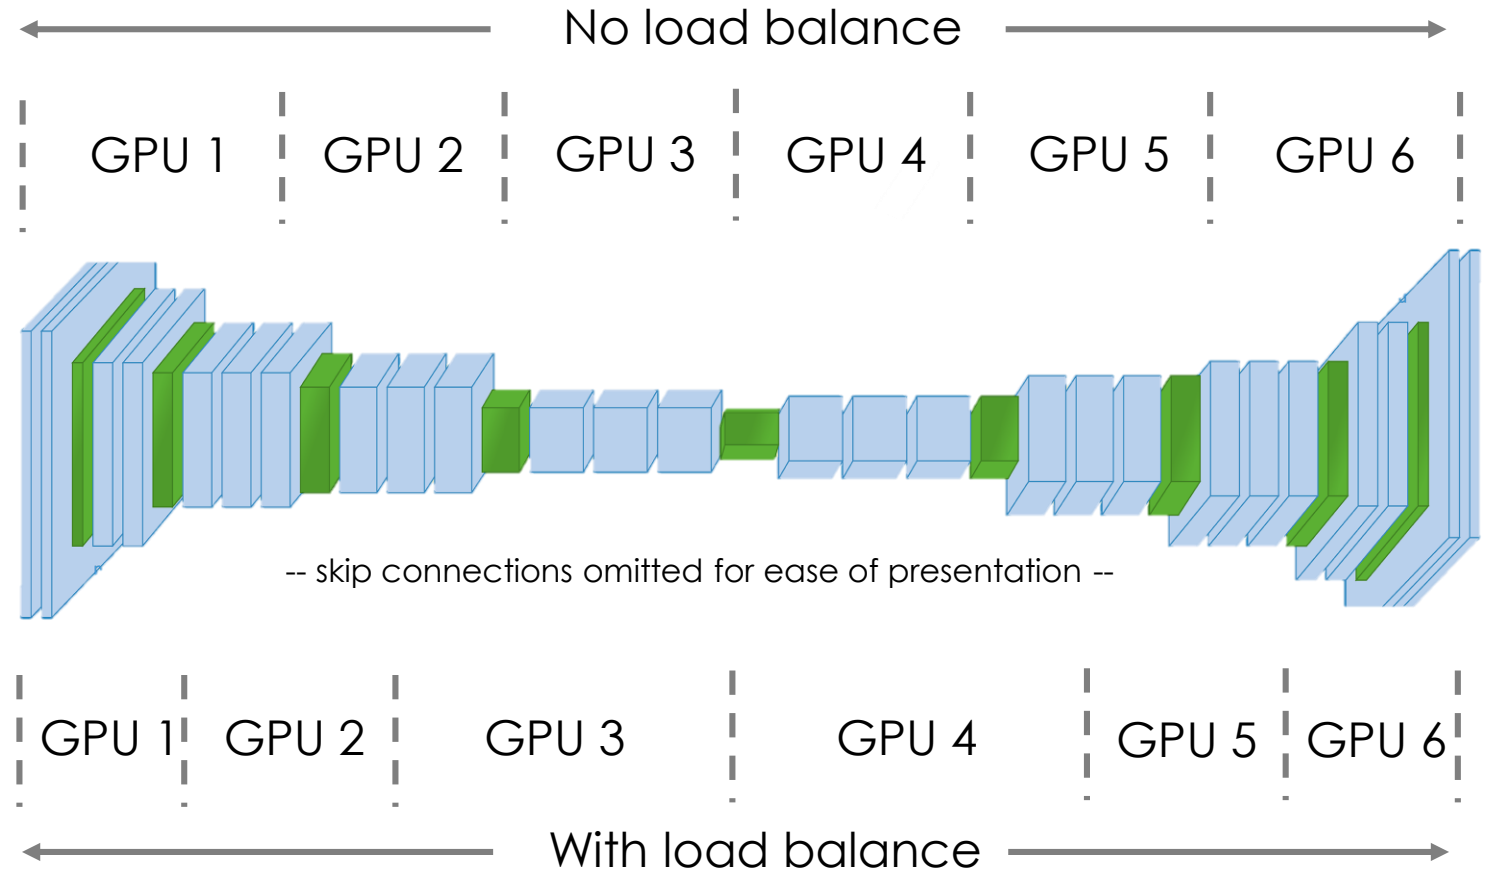 No load balance
GPU 1 GPU 2 GPU 3 GPU 4 GPU 5 GPU 6
-- skip connections omitted for ease of presentation --
GPU 1 GPU 2 GPU 3 GPU 4 GPU 5 GPU 6
With load balance